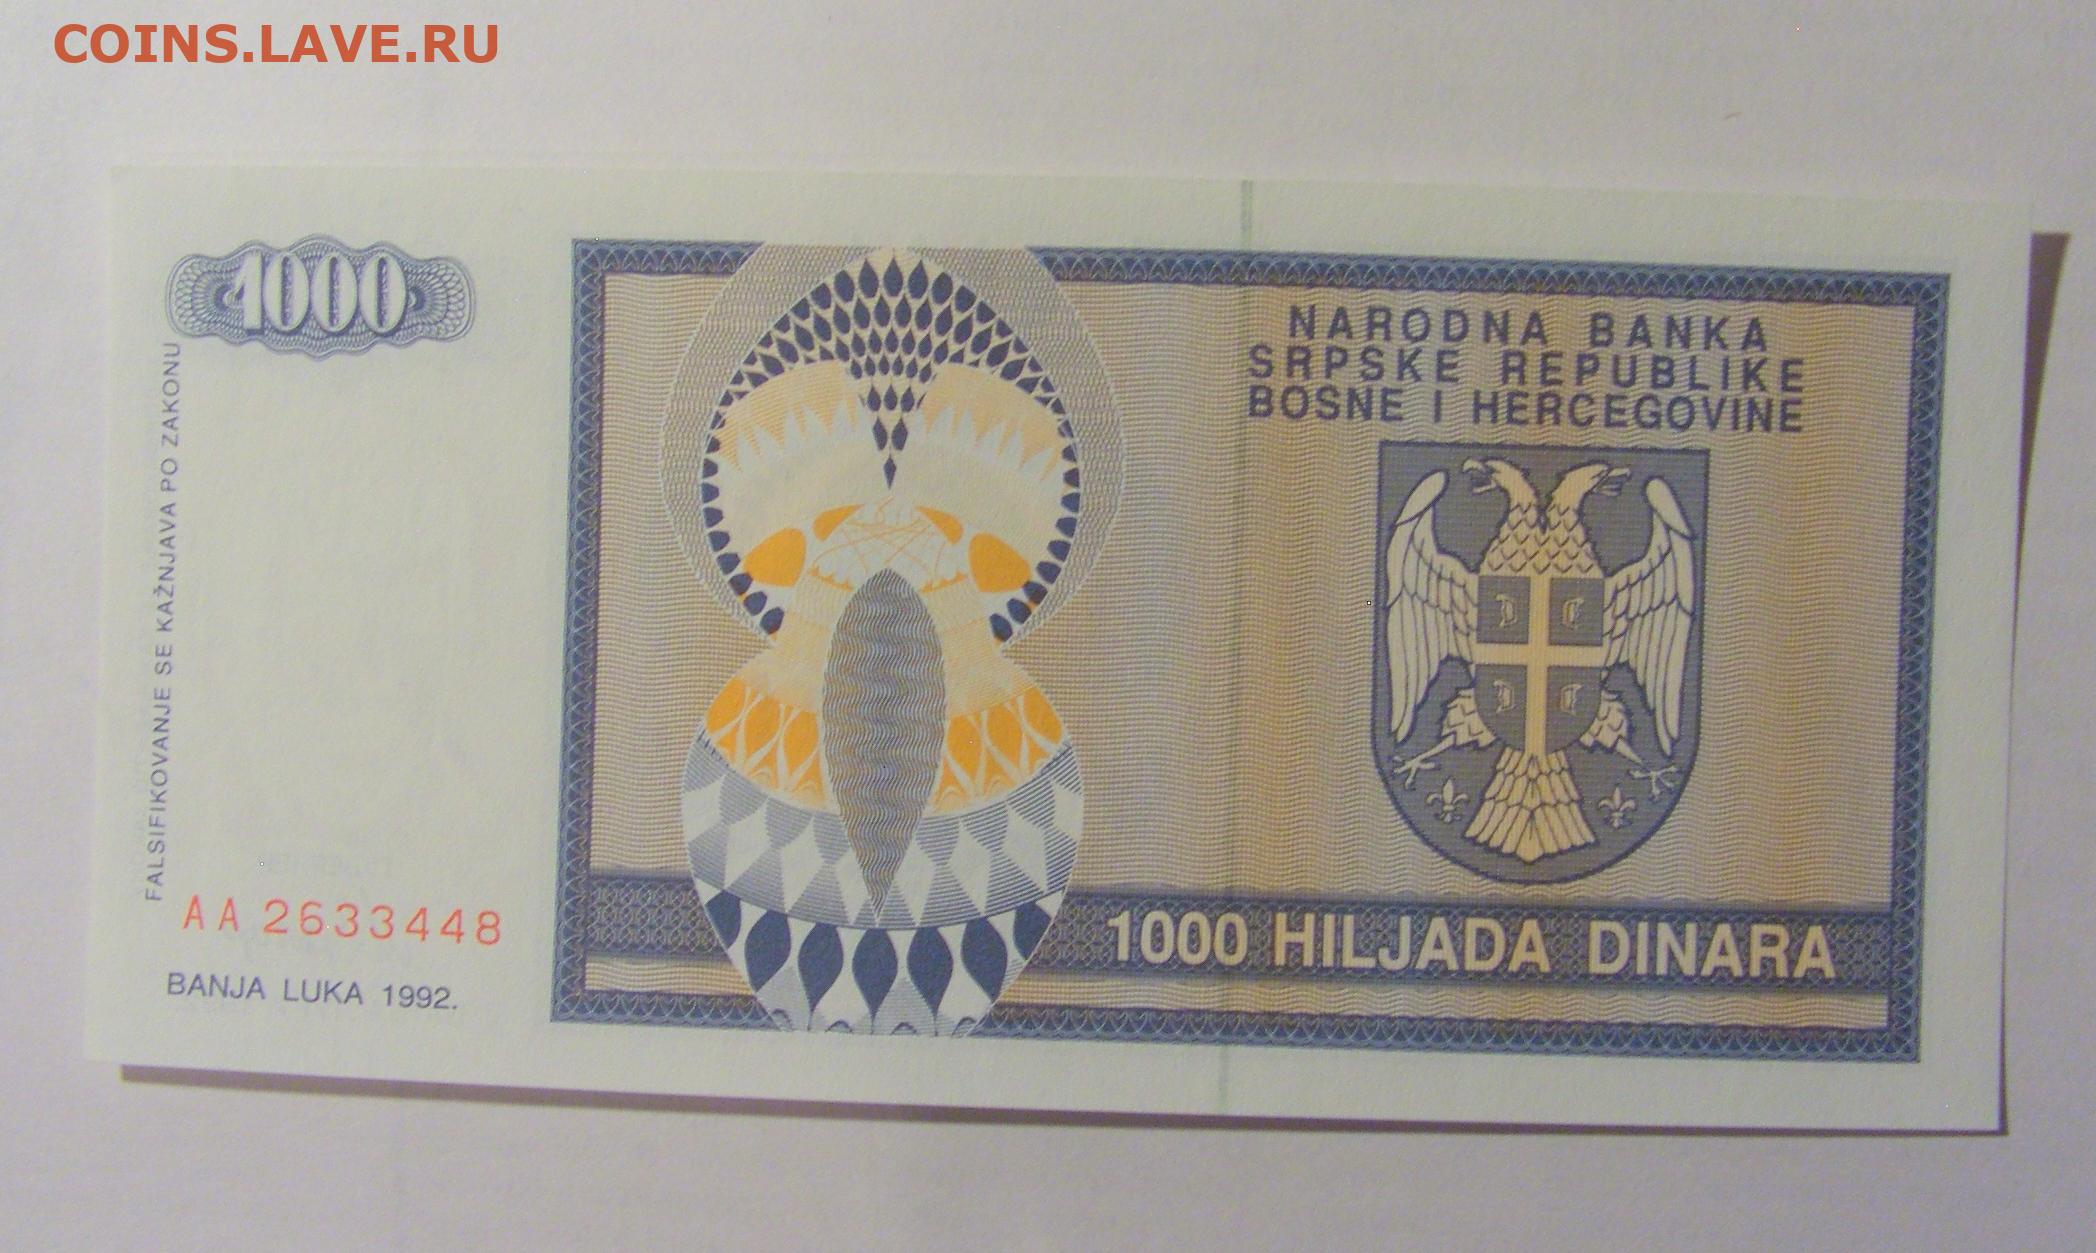 COINS.LAVE.RU
1000
FALSIFIKOVANJE SE KAŽNJAVA PO ZAKONU
NARODNA BANKA
SRPSKE REPUBLIKE
BOSNE I HERCEGOVINE
AA 2633448
BANJA LUKA 1992.
1000 HILJADA DINARA